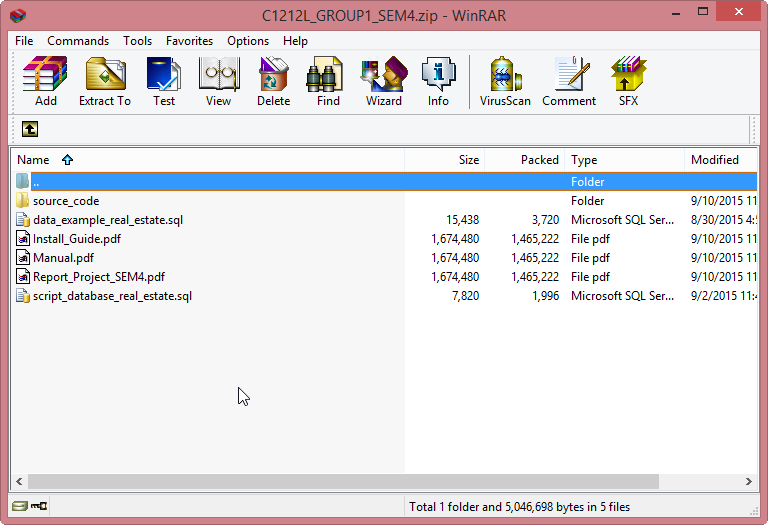 C1212L_GROUP1_SEM4.zip - WinRAR
File Commands Tools Favorites Options Help
Add Extract To Test View Delete Find Wizard Info VirusScan Comment SFX
Name Size Packed Type Modified
.. Folder
source_code Folder 9/10/2015 11
data_example_real_estate.sql 15,438 3,720 Microsoft SQL Ser... 8/30/2015 4:5
Install_Guide.pdf 1,674,480 1,465,222 File pdf 9/10/2015 11
Manual.pdf 1,674,480 1,465,222 File pdf 9/10/2015 11
Report_Project_SEM4.pdf 1,674,480 1,465,222 File pdf 9/10/2015 11
script_database_real_estate.sql 7,820 1,996 Microsoft SQL Ser... 9/2/2015 11:4
Total 1 folder and 5,046,698 bytes in 5 files